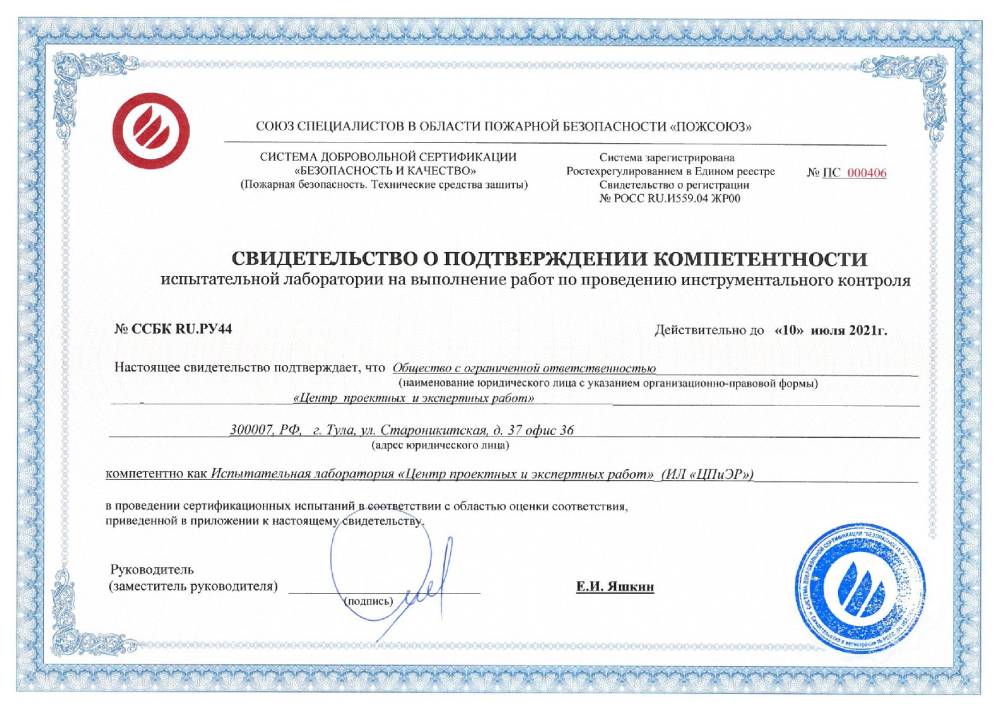 СОЮЗ СПЕЦИАЛИСТОВ В ОБЛАСТИ ПОЖАРНОЙ БЕЗОПАСНОСТИ «ПОЖСОЮЗ»
СИСТЕМА ДОБРОВОЛЬНОЙ СЕРТИФИКАЦИИ
«БЕЗОПАСНОСТЬ И КАЧЕСТВО»
(Пожарная безопасность. Технические средства защиты)
Система зарегистрирована
Ростехрегулированием в Едином реестре
Свидетельство о регистрации
№ РОСС RU.И559.04 ЖР00
№ ПС 000406
СВИДЕТЕЛЬСТВО О ПОДТВЕРЖДЕНИИ КОМПЕТЕНТНОСТИ
испытательной лаборатории на выполнение работ по проведению инструментального контроля
№ ССБК RU.РУ44 Действительно до «10» июля 2021г.
Настоящее свидетельство подтверждает, что Общество с ограниченной ответственностью
(наименование юридического лица с указанием организационно-правовой формы)
«Центр проектных и экспертных работ»
300007, РФ, г. Тула, ул. Староникитская, д. 37 офис 36
(адрес юридического лица)
компетентно как Испытательная лаборатория «Центр проектных и экспертных работ» (ИЛ «ЦПиЭР»)
в проведении сертификационных испытаний в соответствии с областью оценки соответствия,
приведенной в приложении к настоящему свидетельству.
Руководитель
(заместитель руководителя)
(подпись)
Е.И. Яшкин